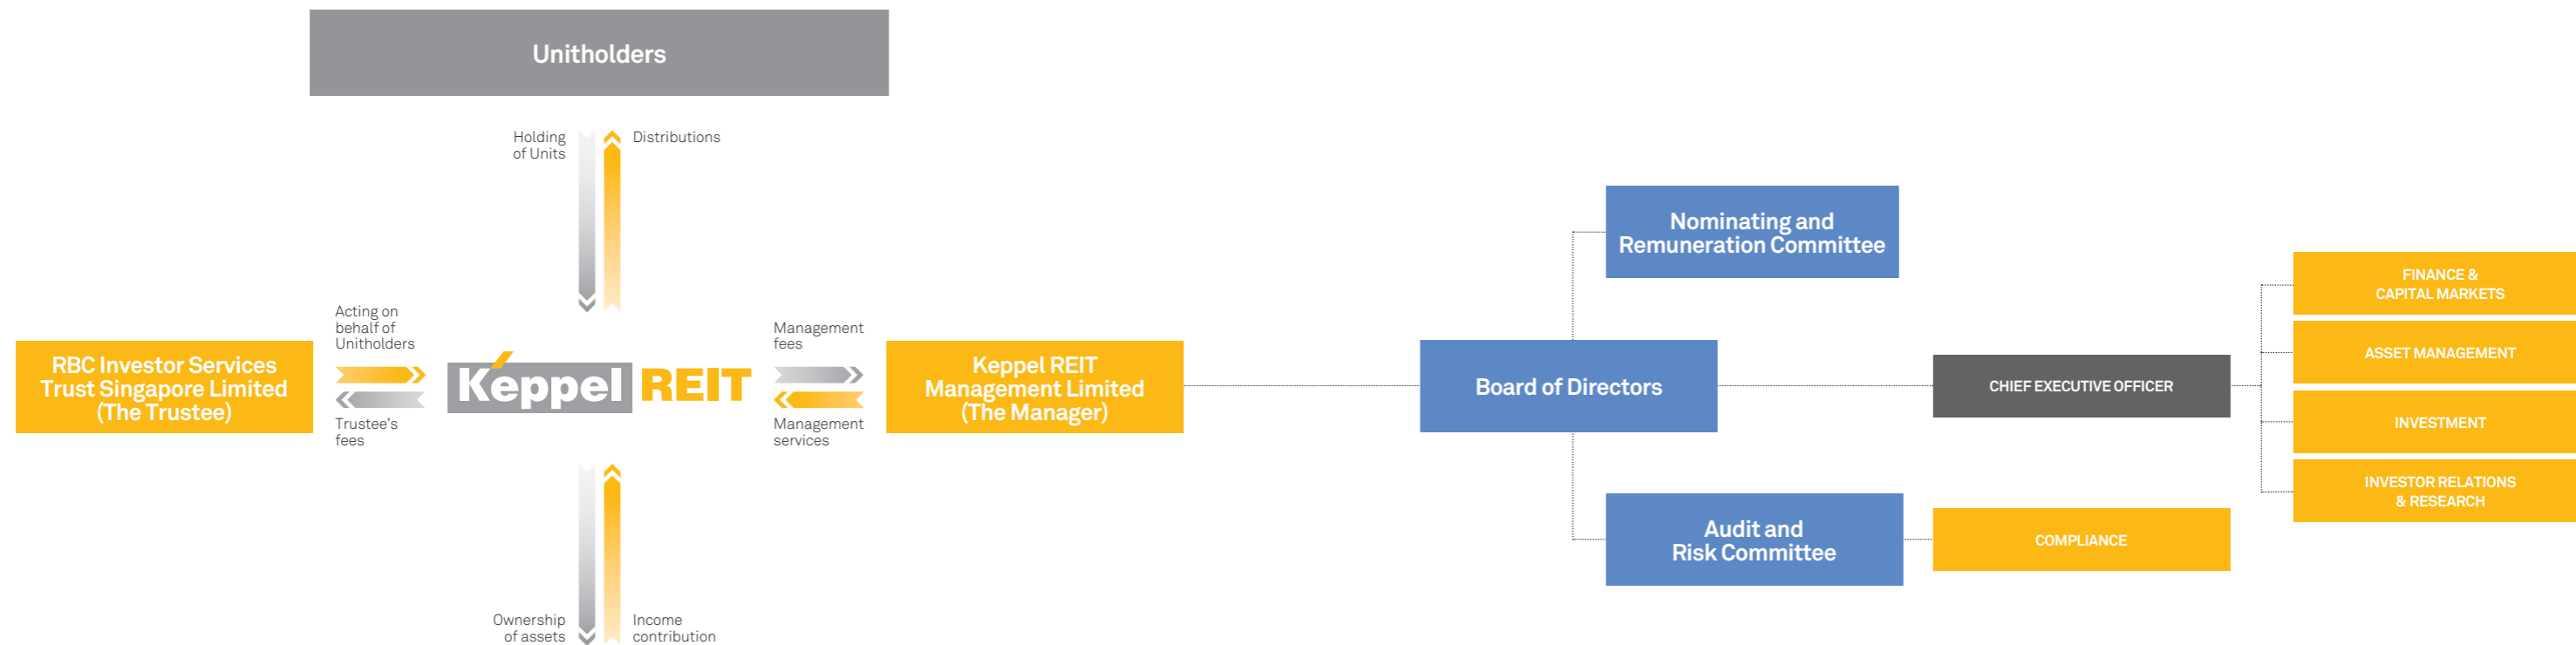 Unitholders
Holding
of Units
Distributions
Acting on
behalf of
Unitholders
RBC Investor Services
Trust Singapore Limited
(The Trustee)
Trustee's
fees
Keppel REIT
Management
fees
Management
services
Keppel REIT
Management Limited
(The Manager)
Ownership
of assets
Income
contribution
Nominating and
Remuneration Committee
Board of Directors
Audit and
Risk Committee
CHIEF EXECUTIVE OFFICER
COMPLIANCE
FINANCE &
CAPITAL MARKETS
ASSET MANAGEMENT
INVESTMENT
INVESTOR RELATIONS
& RESEARCH